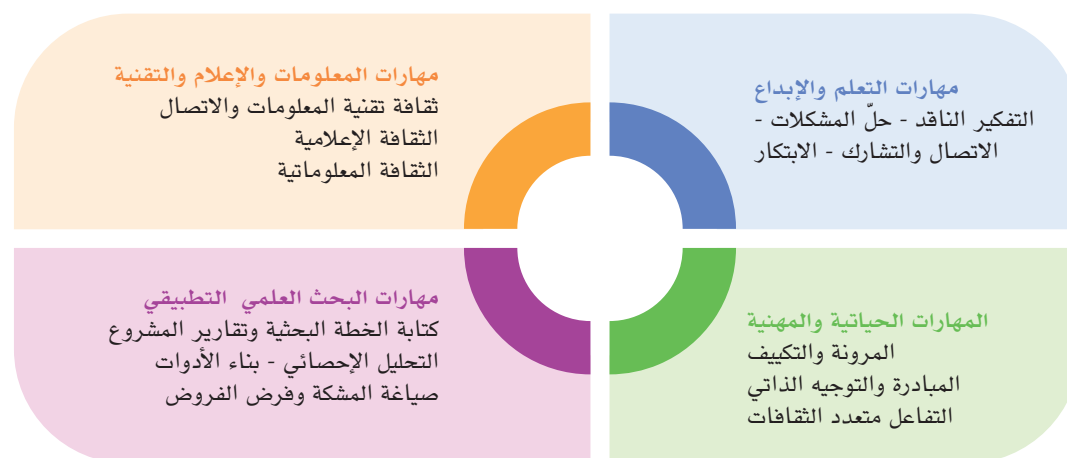 مهارات التعلم والإبداع
التفكير الناقد - حلّ المشكلات -
الاتصال والتشارك - الابتكار
مهارات المعلومات والإعلام والتقنية
ثقافة تقنية المعلومات والاتصال
الثقافة الإعلامية
الثقافة المعلوماتية
المهارات الحياتية والمهنية
المرونة والتكييف
المبادرة والتوجيه الذاتي
التفاعل متعدد الثقافات
مهارات البحث العلمي التطبيقي
كتابة الخطة البحثية وتقارير المشروع
التحليل الإحصائي - بناء الأدوات
صياغة المشكة وفرض الفروض